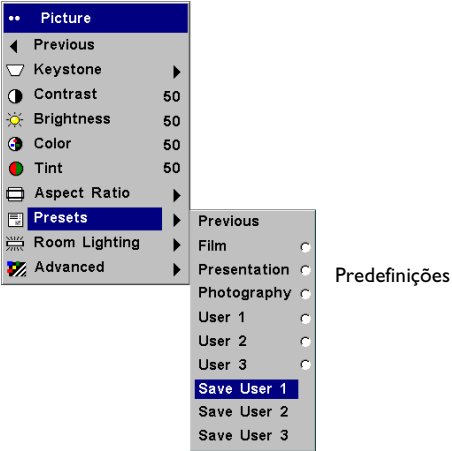 Picture
Previous
Keystone
Contrast 50
Brightness 50
Color 50
Tint 50
Aspect Ratio
Presets
Room Lighting
Advanced
Previous
Film
Presentation
Photography
User 1
User 2
User 3
Save User 1
Save User 2
Save User 3
Predefinições